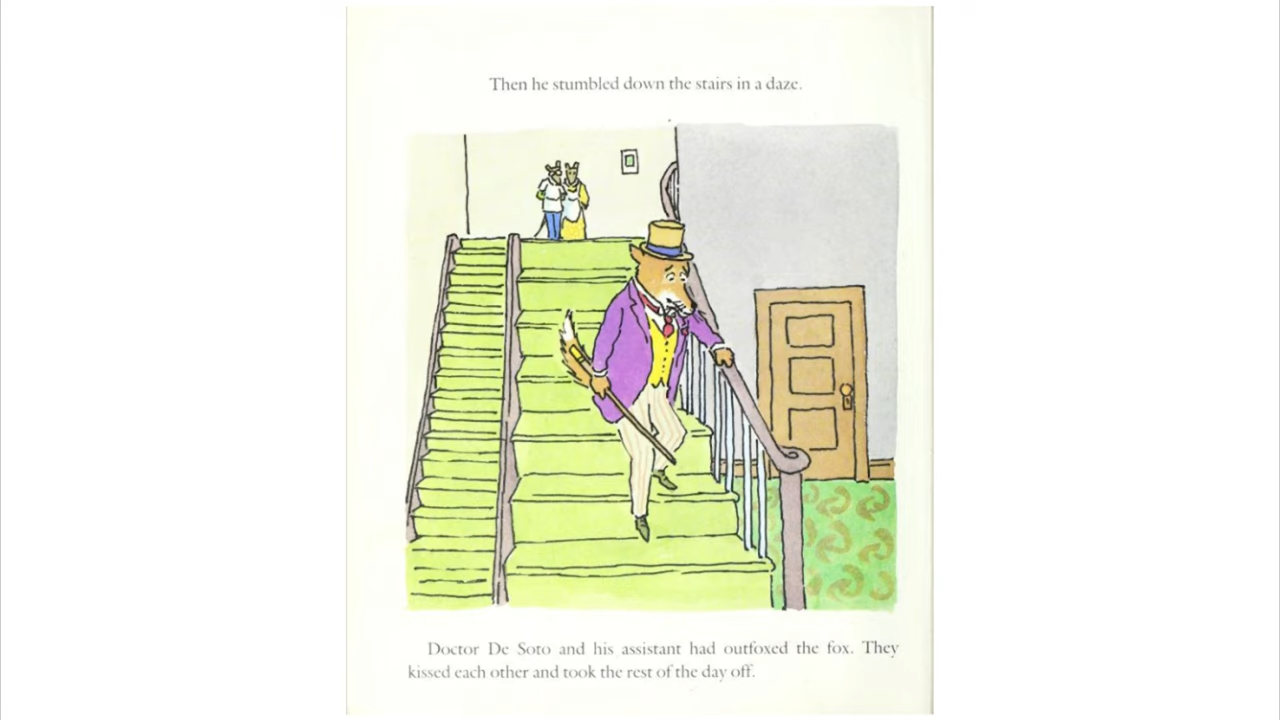 Then he stumbled down the stairs in a daze.
Doctor De Soto and his assistant had outfoxed the fox. They
kissed each other and took the rest of the day off.